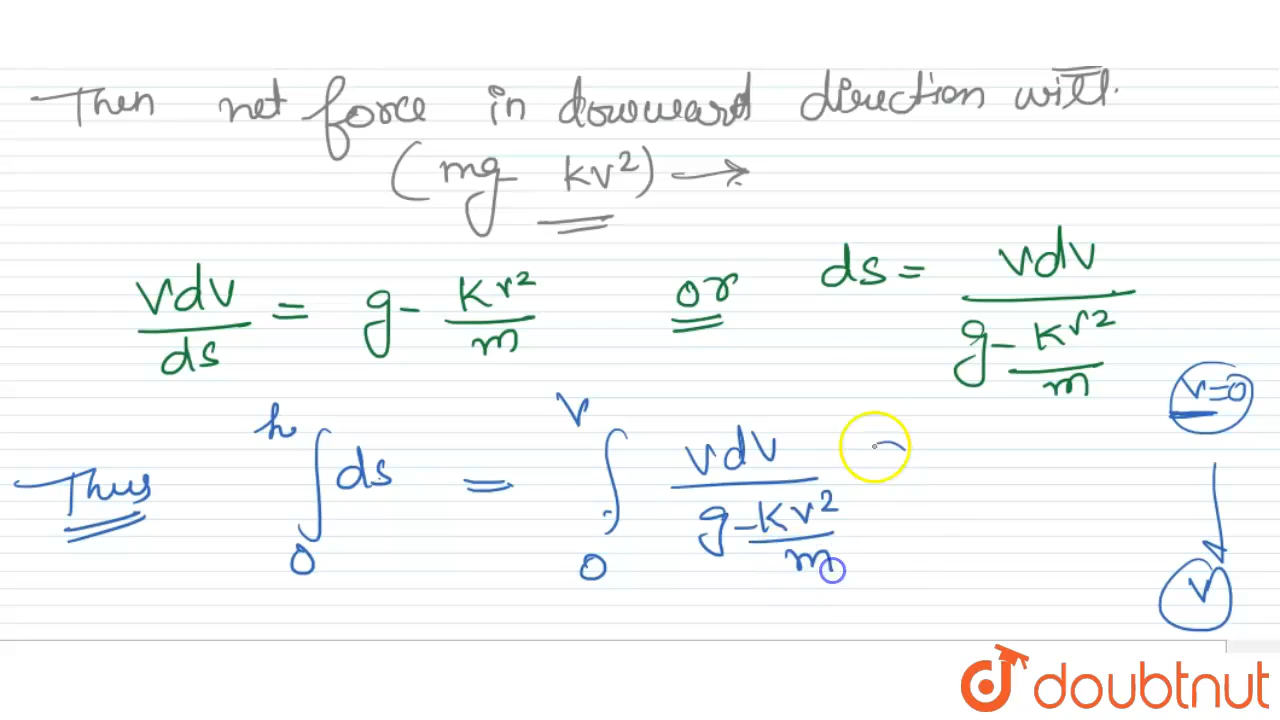 Then net force in downward direction will.
(mg- kv²) →
vdv/ds = g - kv²/m or ds = vdv/(g - kv²/m)
v=0
Thus ∫₀ʰ ds = ∫₀ᵛ vdv/(g - kv²/m)
v
doubtnut